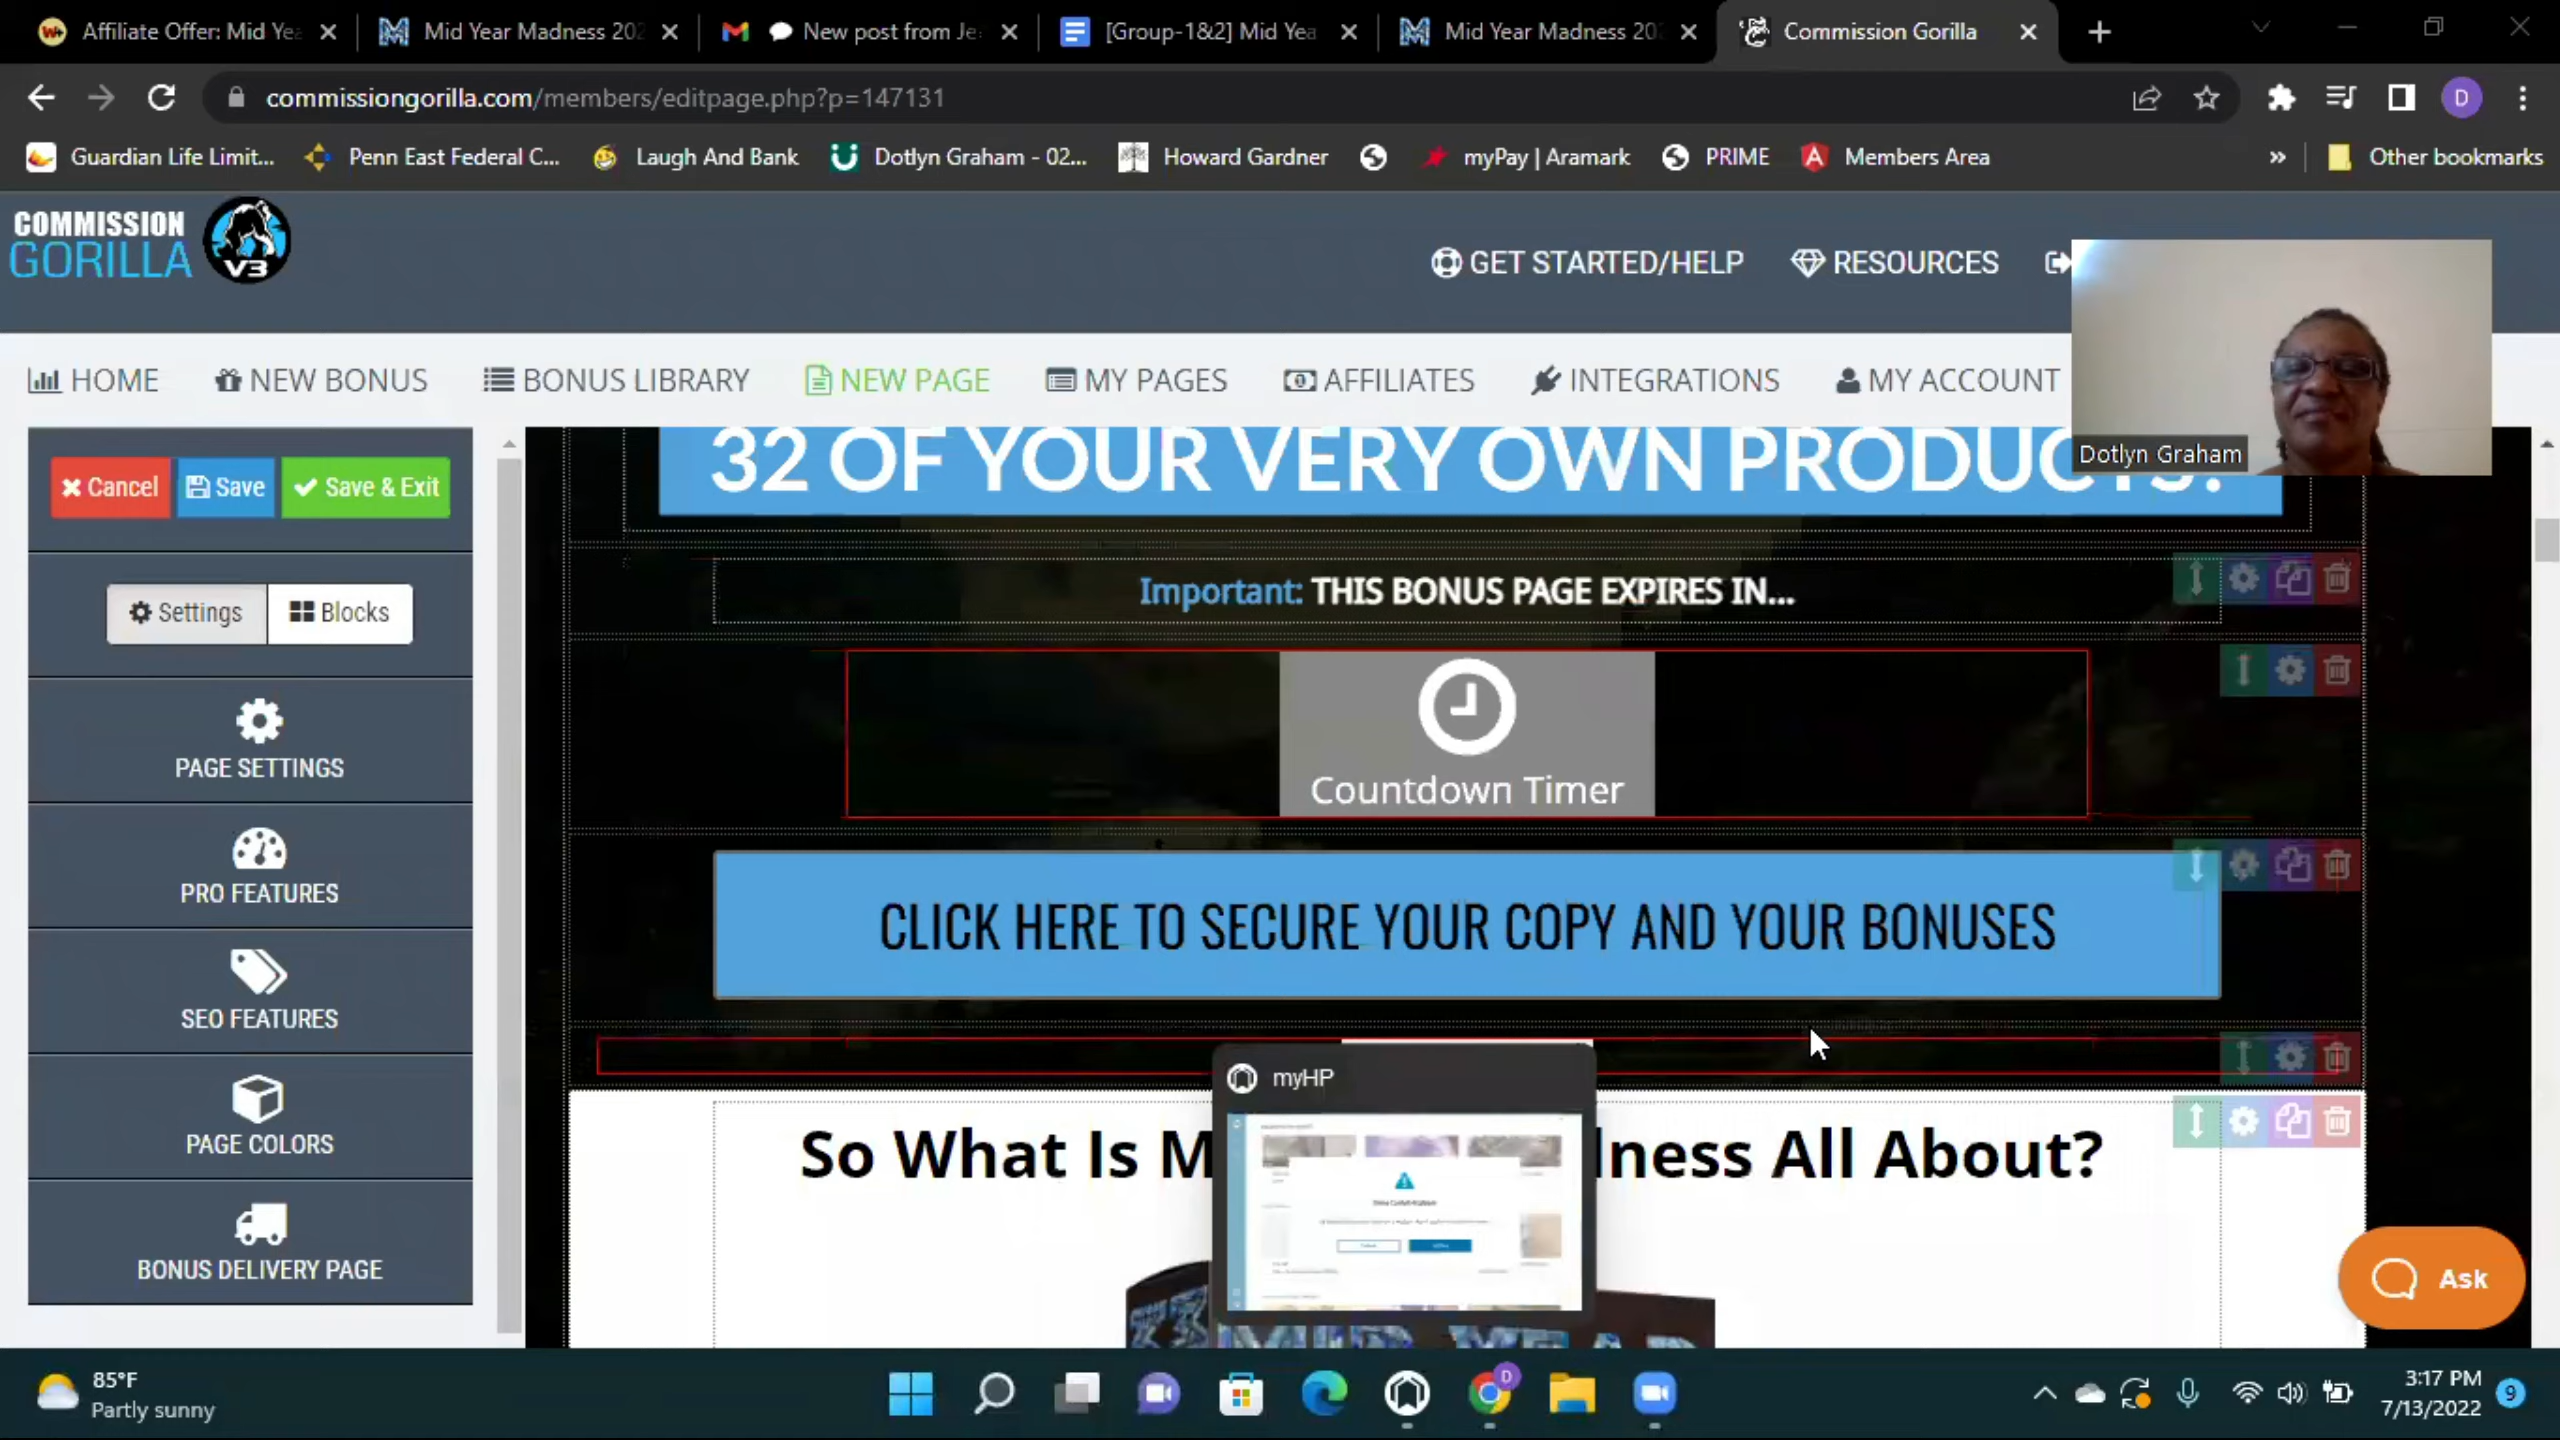 Affiliate Offer: Mid Yea
Mid Year Madness 202
New post from Je
[Group-1&2] Mid Yea
Mid Year Madness 20
Commission Gorilla
commissiongorilla.com/members/editpage.php?p=147131
D
Guardian Life Limit...
Penn East Federal C...
Laugh And Bank
Dotlyn Graham - 02...
Howard Gardner
myPay | Aramark
PRIME
Members Area
»
Other bookmarks
COMMISSION
GORILLA
V3
GET STARTED/HELP
RESOURCES
HOME
NEW BONUS
BONUS LIBRARY
NEW PAGE
MY PAGES
AFFILIATES
INTEGRATIONS
MY ACCOUNT
Dotlyn Graham
Cancel
Save
Save & Exit
32 OF YOUR VERY OWN PRODUCTS!
Settings
Blocks
Important: THIS BONUS PAGE EXPIRES IN...
PAGE SETTINGS
Countdown Timer
PRO FEATURES
CLICK HERE TO SECURE YOUR COPY AND YOUR BONUSES
SEO FEATURES
myHP
PAGE COLORS
So What Is M
ness All About?
BONUS DELIVERY PAGE
Ask
MID YEAR
85°F
Partly sunny
D
3:17 PM
7/13/2022
9